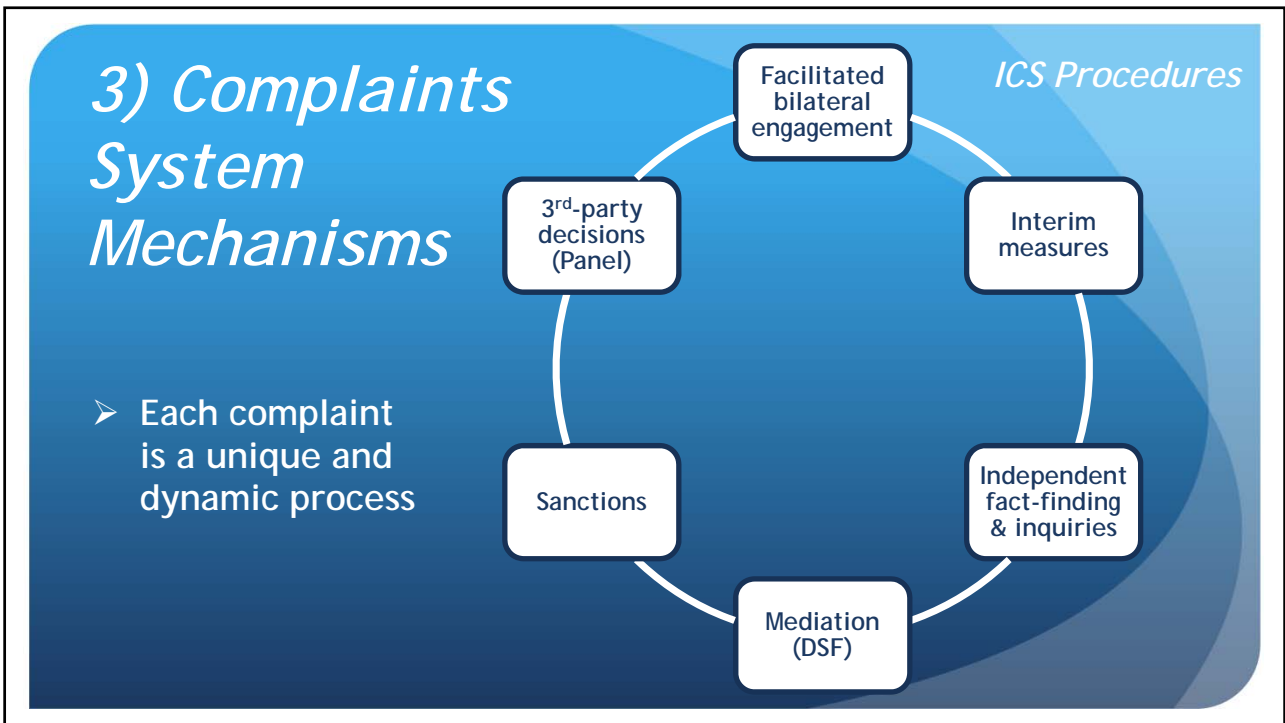 3) Complaints
System
Mechanisms
ICS Procedures
➢ Each complaint
is a unique and
dynamic process
Facilitated
bilateral
engagement
Interim
measures
Independent
fact-finding
& inquiries
Mediation
(DSF)
Sanctions
3rd-party
decisions
(Panel)